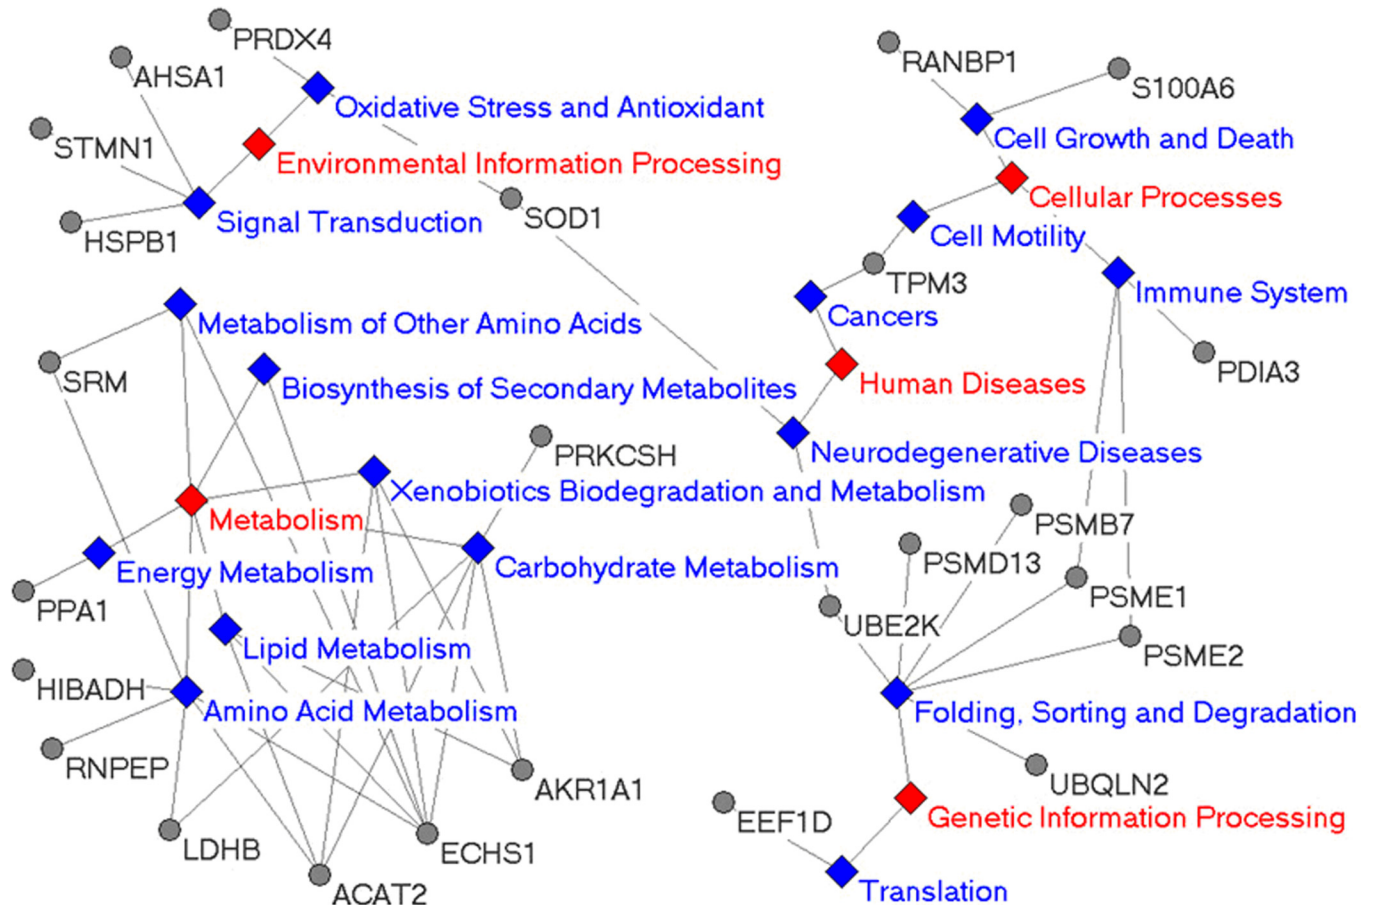 PRDX4
RANBP1
AHSA1
S100A6
Oxidative Stress and Antioxidant
Cell Growth and Death
STMN1
Environmental Information Processing
Cellular Processes
Signal Transduction
SOD1
HSPB1
Cell Motility
TPM3
Immune System
Metabolism of Other Amino Acids
Cancers
SRM
PDIA3
Biosynthesis of Secondary Metabolites
Human Diseases
PRKCSH
Neurodegenerative Diseases
Xenobiotics Biodegradation and Metabolism
Metabolism
PSMB7
PSMD13
Energy Metabolism
Carbohydrate Metabolism
PPA1
PSME1
UBE2K
Lipid Metabolism
PSME2
HIBADH
Amino Acid Metabolism
Folding, Sorting and Degradation
RNPEP
AKR1A1
UBQLN2
EEF1D
Genetic Information Processing
LDHB
ECHS1
ACAT2
Translation